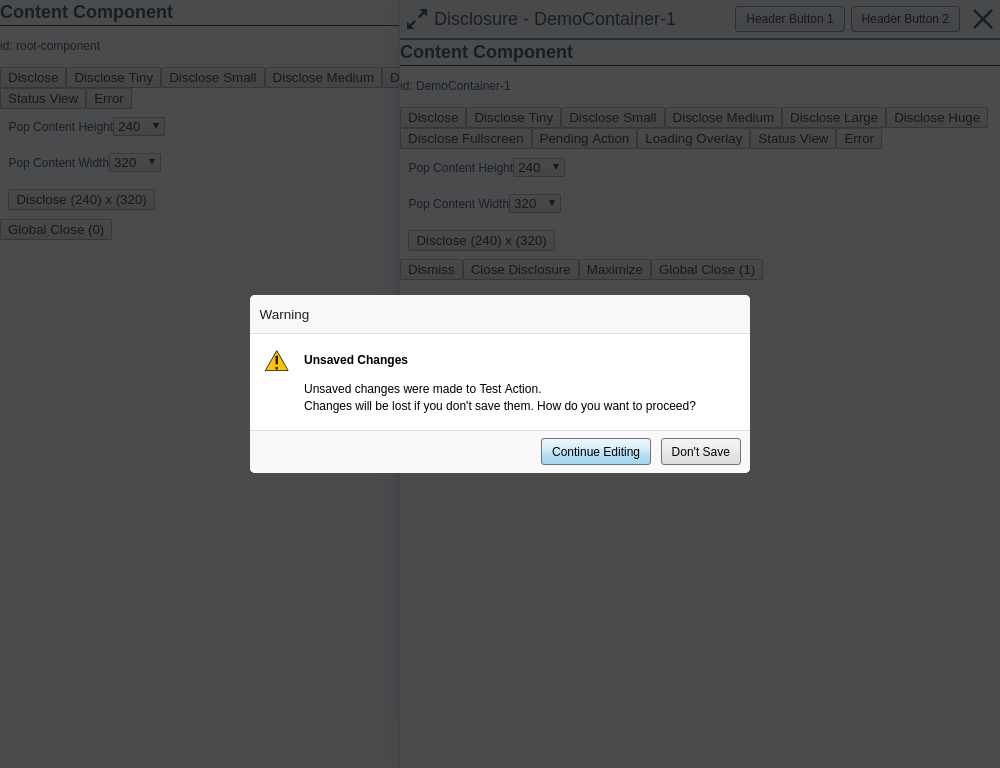 Content Component
id: root-component
Disclose Disclose Tiny Disclose Small Disclose Medium D
Status View Error
Pop Content Height 240
Pop Content Width 320
Disclose (240) x (320)
Global Close (0)
Disclosure - DemoContainer-1 Header Button 1 Header Button 2
Content Component
id: DemoContainer-1
Disclose Disclose Tiny Disclose Small Disclose Medium Disclose Large Disclose Huge
Disclose Fullscreen Pending Action Loading Overlay Status View Error
Pop Content Height 240
Pop Content Width 320
Disclose (240) x (320)
Dismiss Close Disclosure Maximize Global Close (1)
Warning
Unsaved Changes
Unsaved changes were made to Test Action.
Changes will be lost if you don't save them. How do you want to proceed?
Continue Editing Don't Save